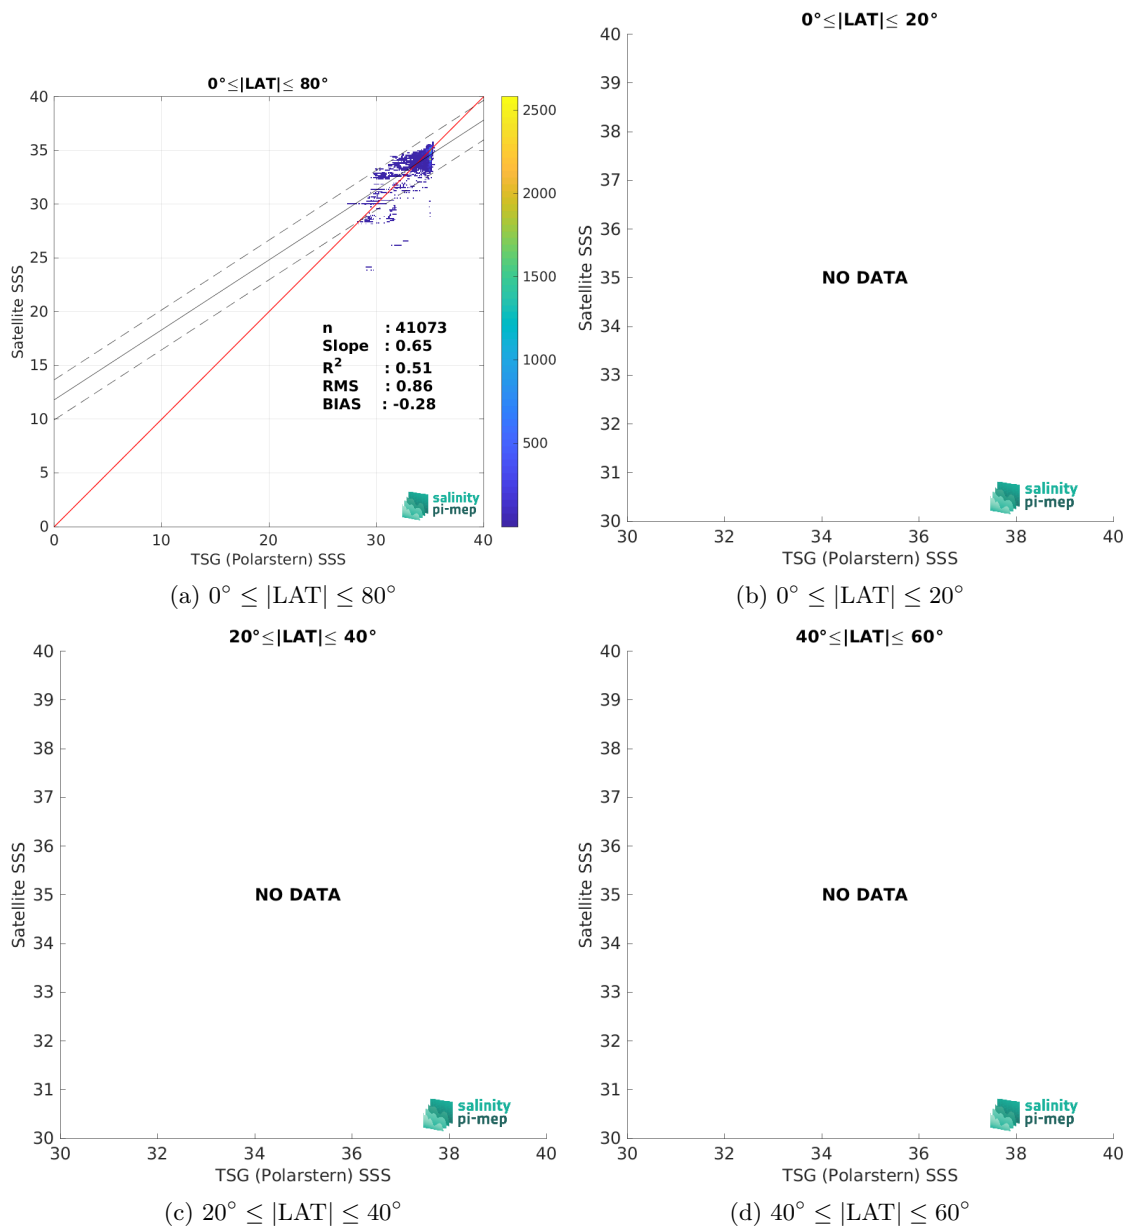 0°≤|LAT|≤ 80°
40
35
30
25
20
15
10
5
0
Satellite SSS
0
10
20
30
40
TSG (Polarstern) SSS
2500
2000
1500
1000
500
n : 41073
Slope : 0.65
R² : 0.51
RMS : 0.86
BIAS : -0.28
salinity
pi-mep
(a) 0° ≤ |LAT| ≤ 80°
0°≤|LAT|≤ 20°
40
39
38
37
36
35
34
33
32
31
30
Satellite SSS
NO DATA
salinity
pi-mep
30
32
34
36
38
40
TSG (Polarstern) SSS
(b) 0° ≤ |LAT| ≤ 20°
20°≤|LAT|≤ 40°
40
39
38
37
36
35
34
33
32
31
30
Satellite SSS
NO DATA
salinity
pi-mep
30
32
34
36
38
40
TSG (Polarstern) SSS
(c) 20° ≤ |LAT| ≤ 40°
40°≤|LAT|≤ 60°
40
39
38
37
36
35
34
33
32
31
30
Satellite SSS
NO DATA
salinity
pi-mep
30
32
34
36
38
40
TSG (Polarstern) SSS
(d) 40° ≤ |LAT| ≤ 60°